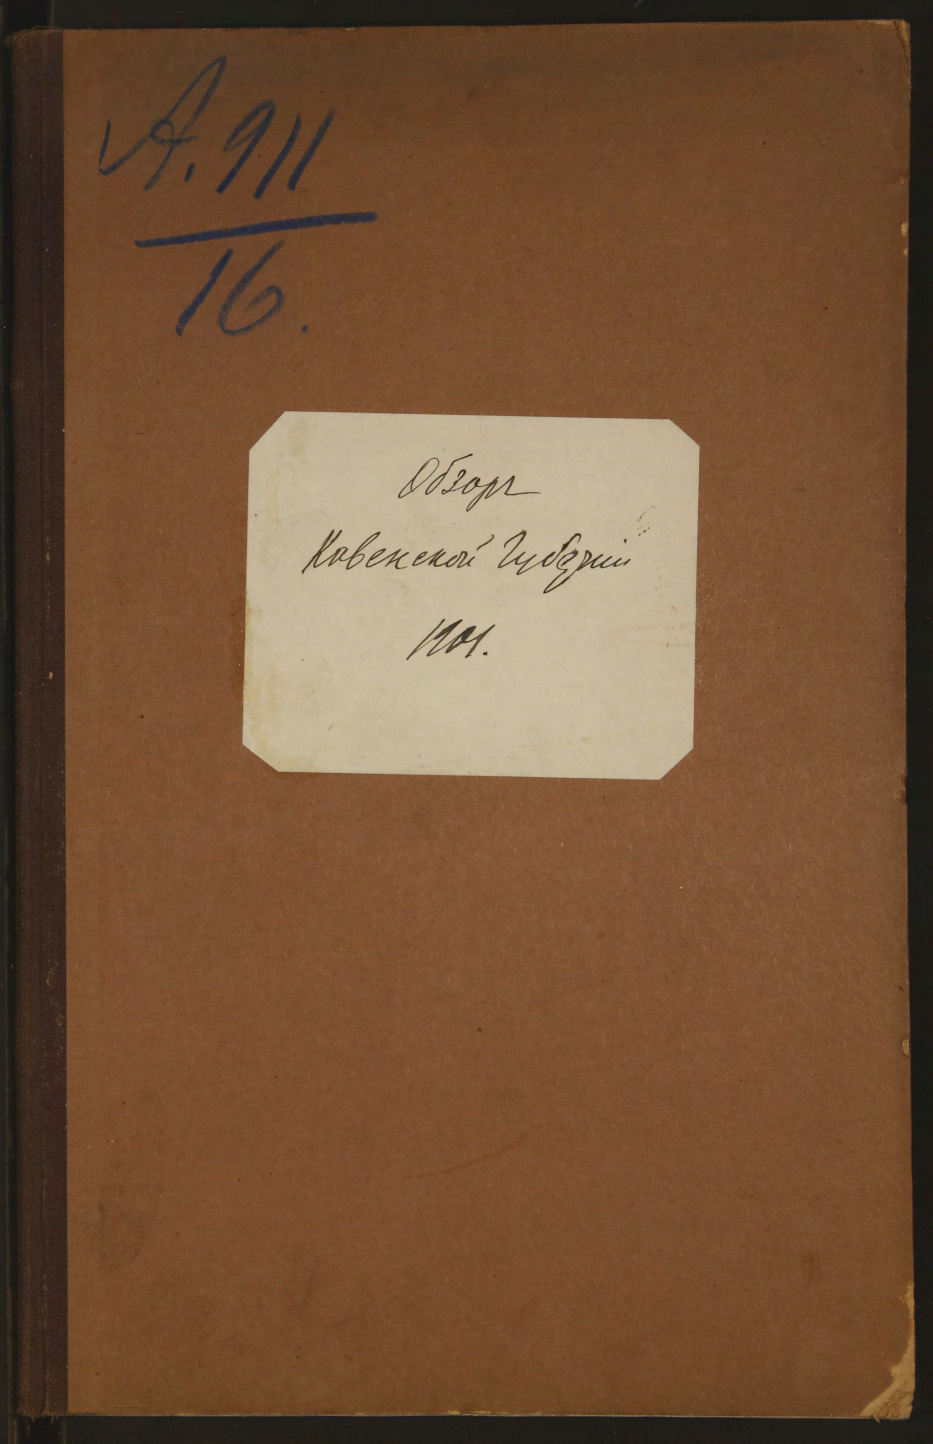 А. 911
16.
Обзоръ
Ковенской Губерніи
1901.